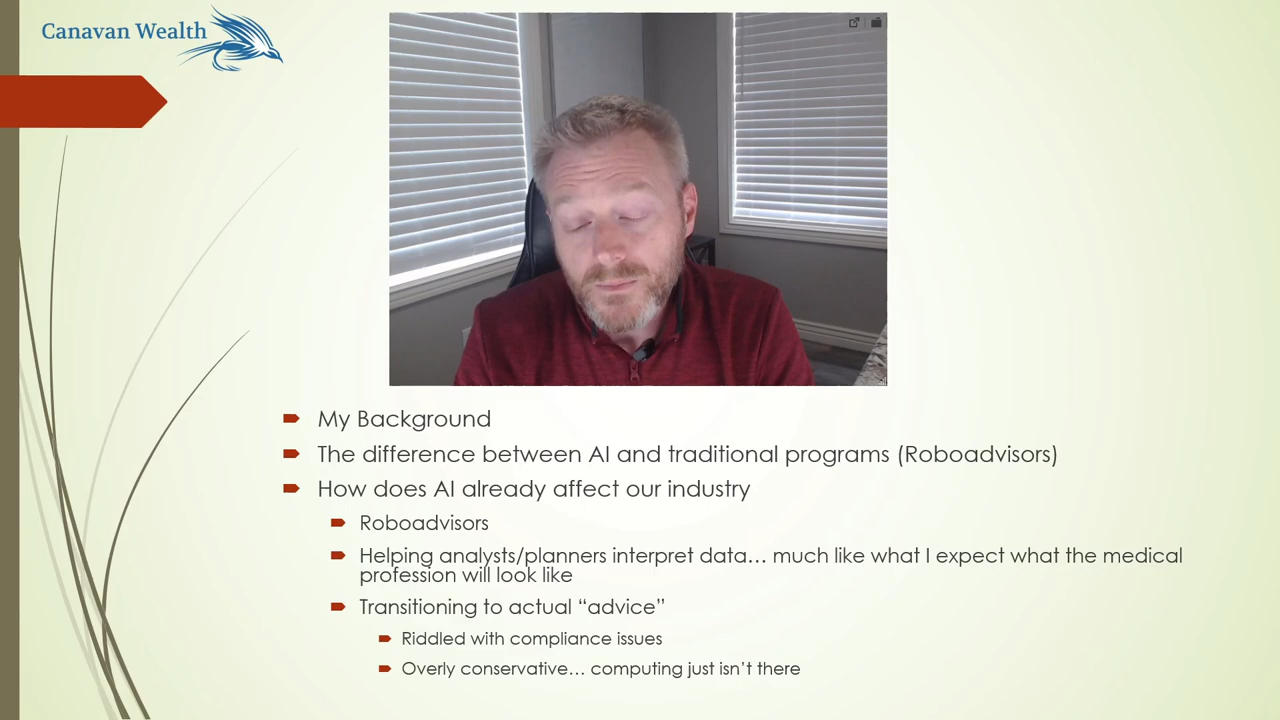 Canavan Wealth
My Background
The difference between AI and traditional programs (Roboadvisors)
How does AI already affect our industry
Roboadvisors
Helping analysts/planners interpret data… much like what I expect what the medical
profession will look like
Transitioning to actual “advice”
Riddled with compliance issues
Overly conservative… computing just isn’t there